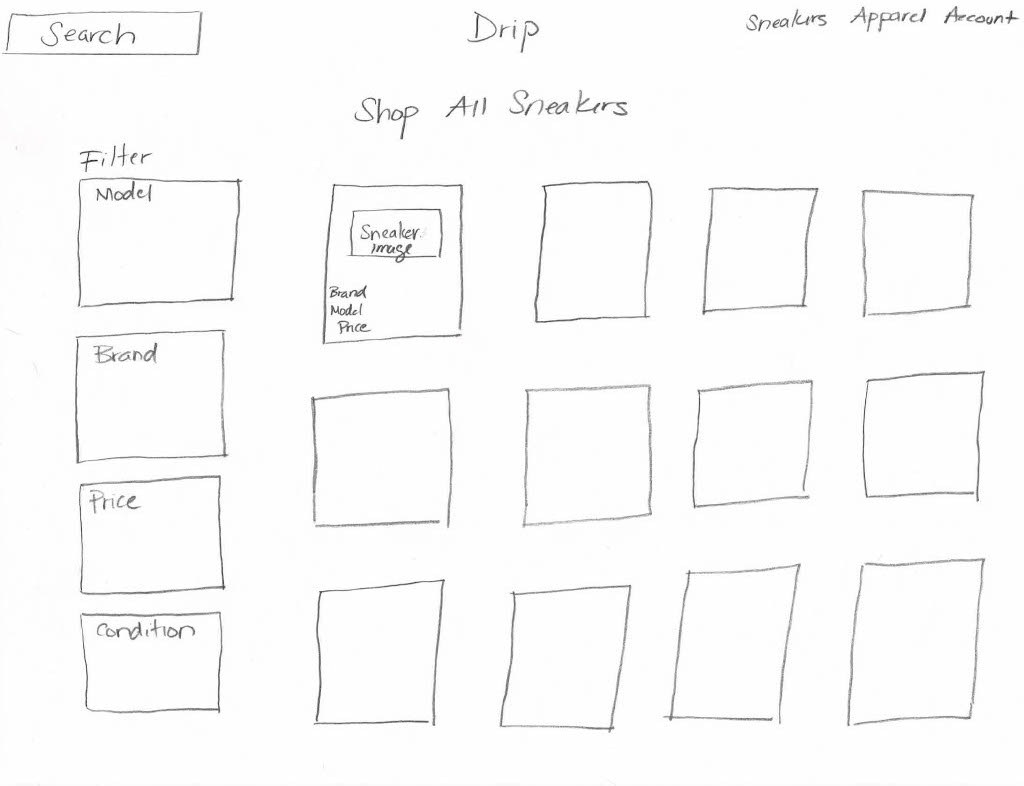 Search
Drip
Sneakers Apparel Account
Shop All Sneakers
Filter
Model
Brand
Price
Condition
Sneaker
image
Brand
Model
Price